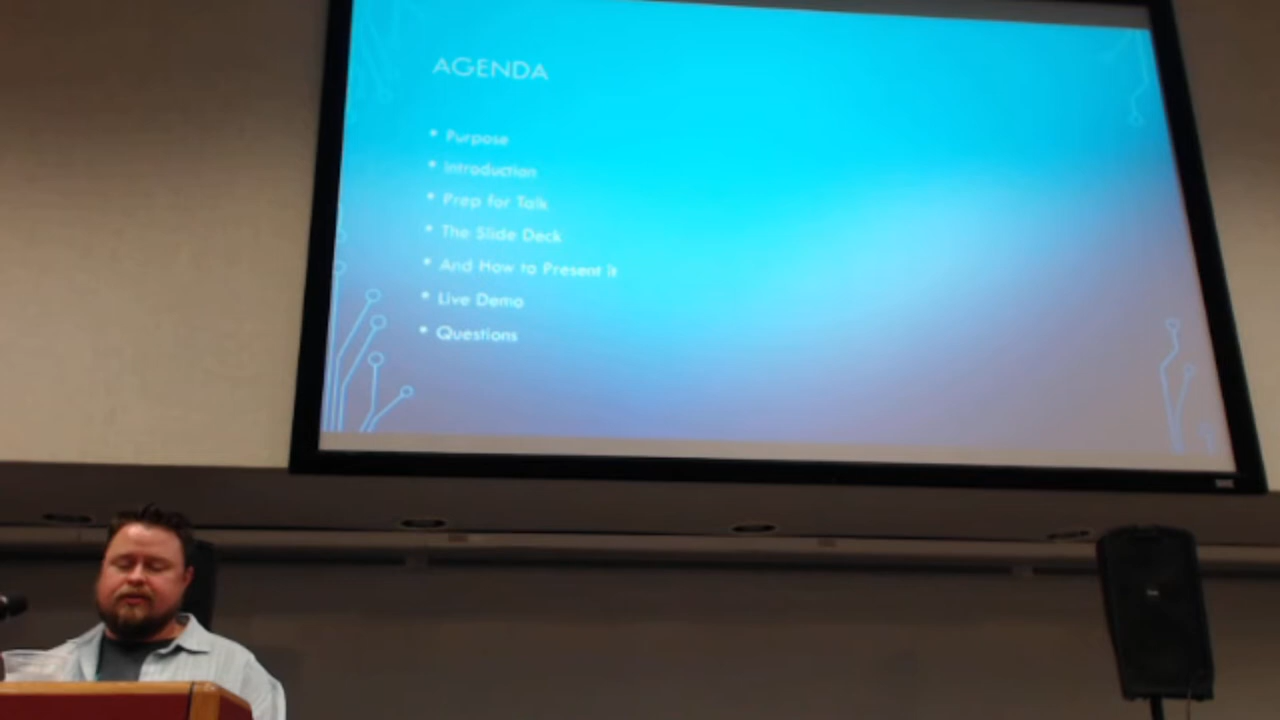 AGENDA
• Purpose
• Introduction
• Prep for Talk
• The Slide Deck
• And How to Present it
• Live Demo
• Questions